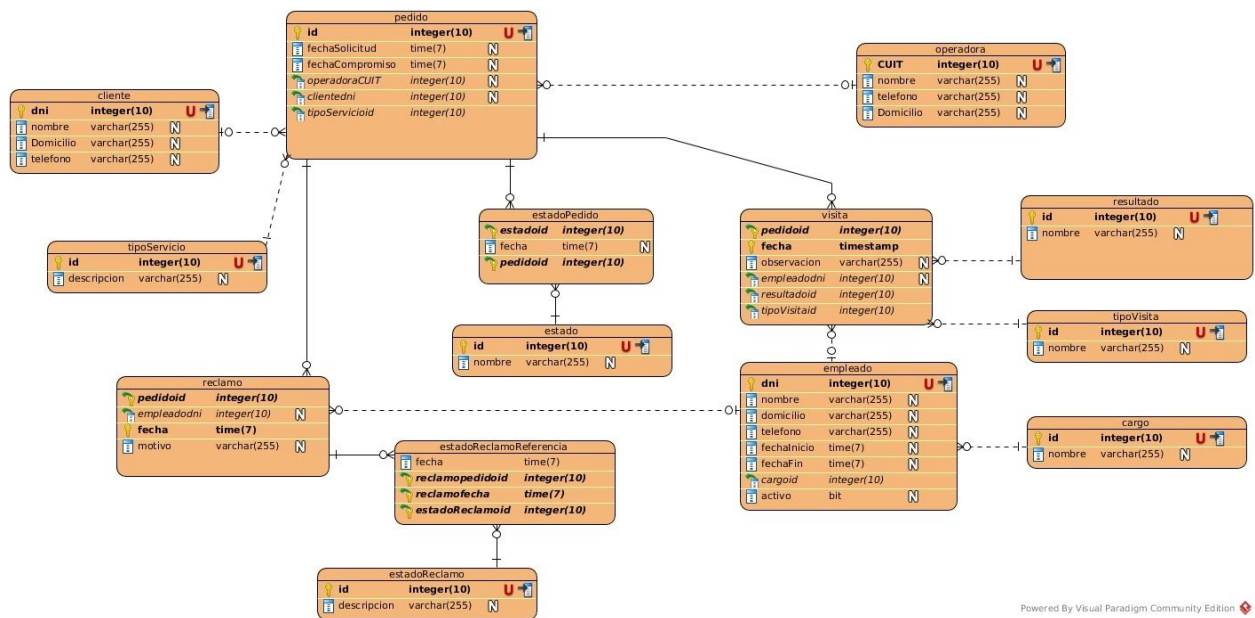 pedido
id integer(10) U
fechaSolicitud time(7) N
fechaCompromiso time(7) N
operadoraCUIT integer(10) N
clientedni integer(10) N
tipoServicioid integer(10)
operadora
CUIT integer(10) U
nombre varchar(255) N
telefono varchar(255) N
Domicilio varchar(255) N
cliente
dni integer(10) U
nombre varchar(255) N
Domicilio varchar(255) N
telefono varchar(255) N
tipoServicio
id integer(10) U
descripcion varchar(255) N
estadoPedido
estadoid integer(10)
fecha time(7) N
pedidoid integer(10)
visita
pedidoid integer(10)
fecha timestamp
observacion varchar(255) N
empleadodni integer(10) N
resultadoid integer(10)
tipoVisitaid integer(10)
resultado
id integer(10) U
nombre varchar(255) N
estado
id integer(10) U
nombre varchar(255) N
tipoVisita
id integer(10) U
nombre varchar(255) N
reclamo
pedidoid integer(10)
empleadodni integer(10) N
fecha time(7)
motivo varchar(255) N
empleado
dni integer(10) U
nombre varchar(255) N
domicilio varchar(255) N
telefono varchar(255) N
fechaInicio time(7) N
fechaFin time(7) N
cargoid integer(10)
activo bit N
cargo
id integer(10) U
nombre varchar(255) N
estadoReclamoReferencia
fecha time(7)
reclamopedidoid integer(10)
reclamofecha time(7)
estadoReclamoid integer(10)
estadoReclamo
id integer(10) U
descripcion varchar(255) N
Powered By Visual Paradigm Community Edition